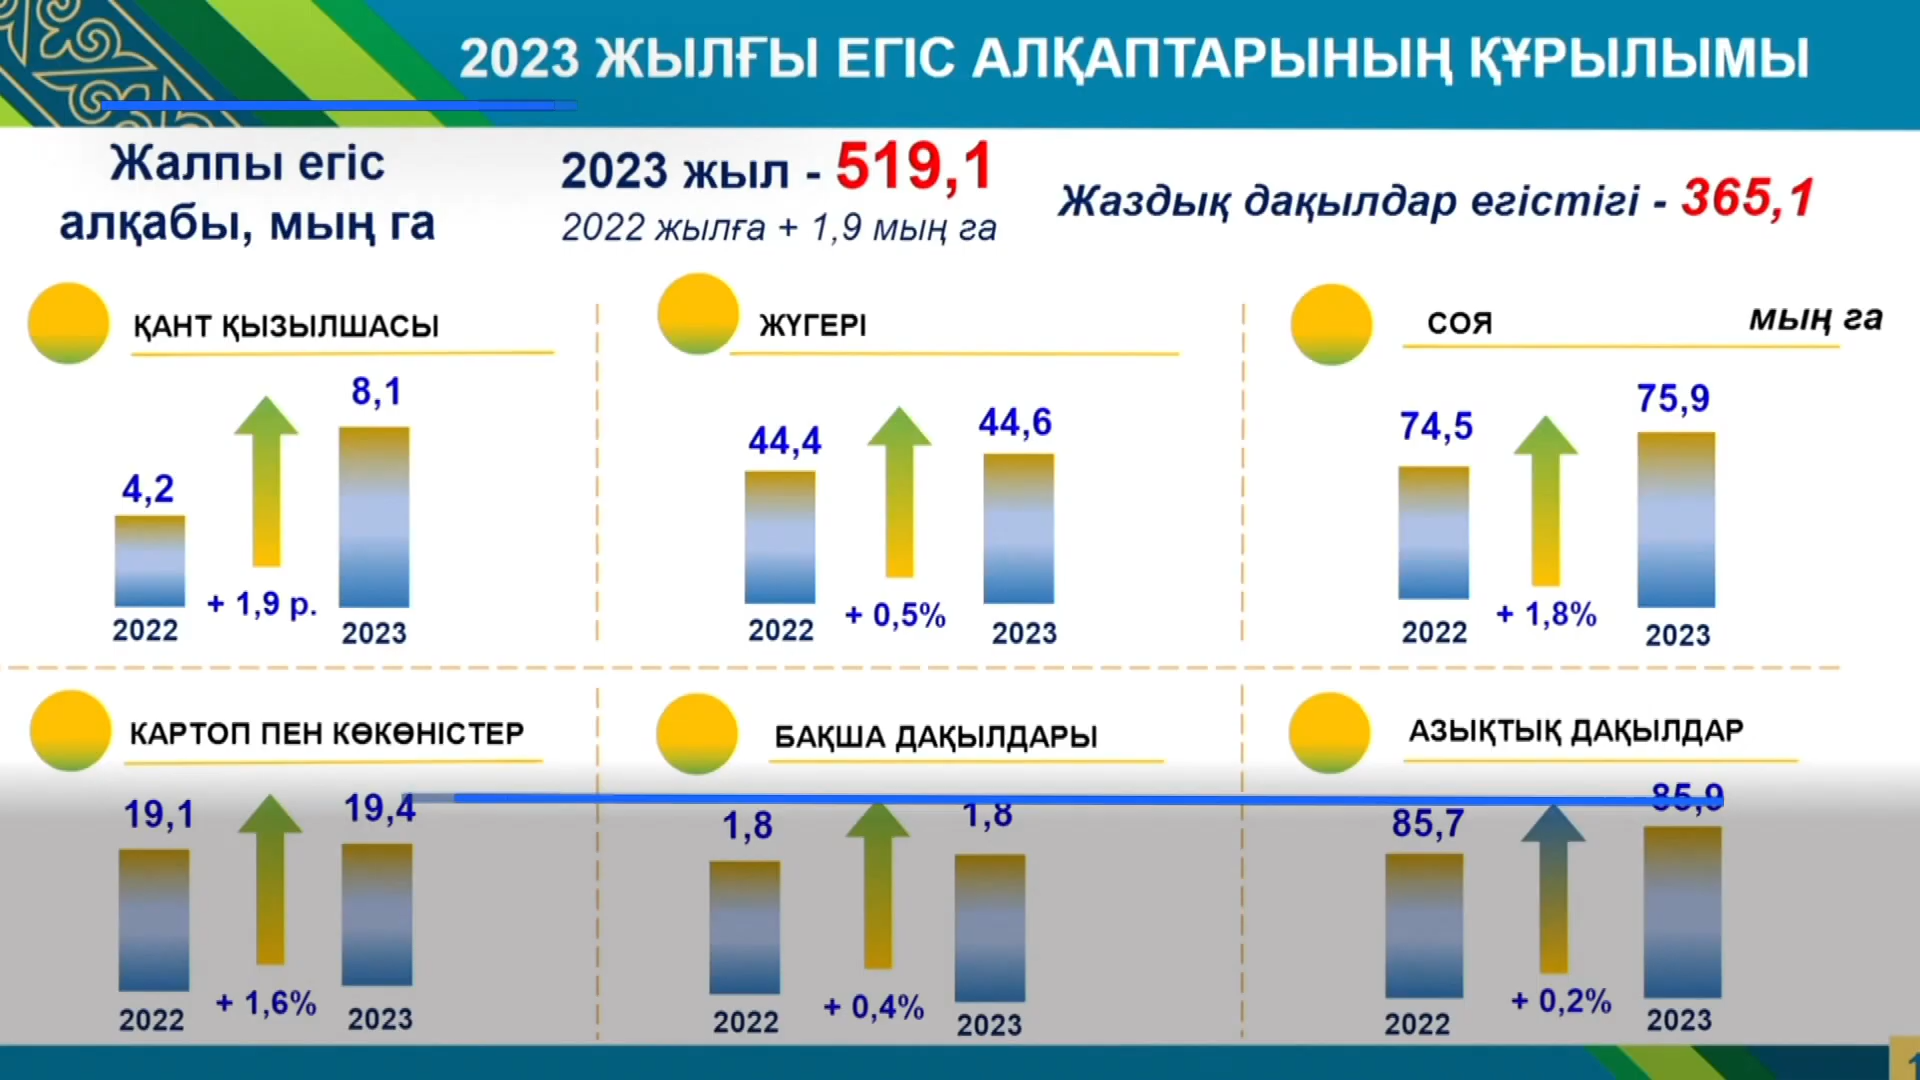 2023 ЖЫЛҒЫ ЕГІС АЛҚАПТАРЫНЫҢ ҚҰРЫЛЫМЫ
Жалпы егіс
алқабы, мың га
2023 жыл - 519,1
2022 жылға + 1,9 мың га
Жаздық дақылдар егістігі - 365,1
ҚАНТ ҚЫЗЫЛШАСЫ
4,2
8,1
+ 1,9 р.
2022
2023
ЖҮГЕРІ
44,4
44,6
+ 0,5%
2022
2023
СОЯ
мың га
74,5
75,9
+ 1,8%
2022
2023
КАРТОП ПЕН КӨКӨНІСТЕР
19,1
19,4
+ 1,6%
2022
2023
БАҚША ДАҚЫЛДАРЫ
1,8
1,8
+ 0,4%
2022
2023
АЗЫҚТЫҚ ДАҚЫЛДАР
85,7
85,9
+ 0,2%
2022
2023
1